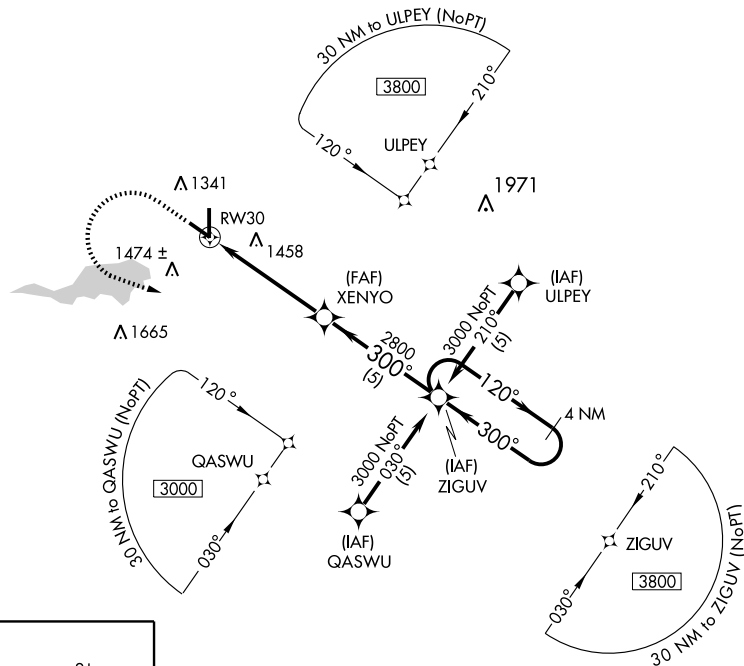 30 NM to ULPEY (NoPT)
3800
210°
120°
ULPEY
1341
1971
RW30
1474 ±
1458
(FAF)
XENYO
(IAF)
ULPEY
1665
3000 NoPT
210°
(5)
2800
300°
(5)
120°
4 NM
300°
30 NM to QASWU (NoPT)
120°
QASWU
3000
030°
3000 NoPT
030°
(5)
(IAF)
ZIGUV
(IAF)
QASWU
210°
ZIGUV
3800
030°
30 NM to ZIGUV (NoPT)